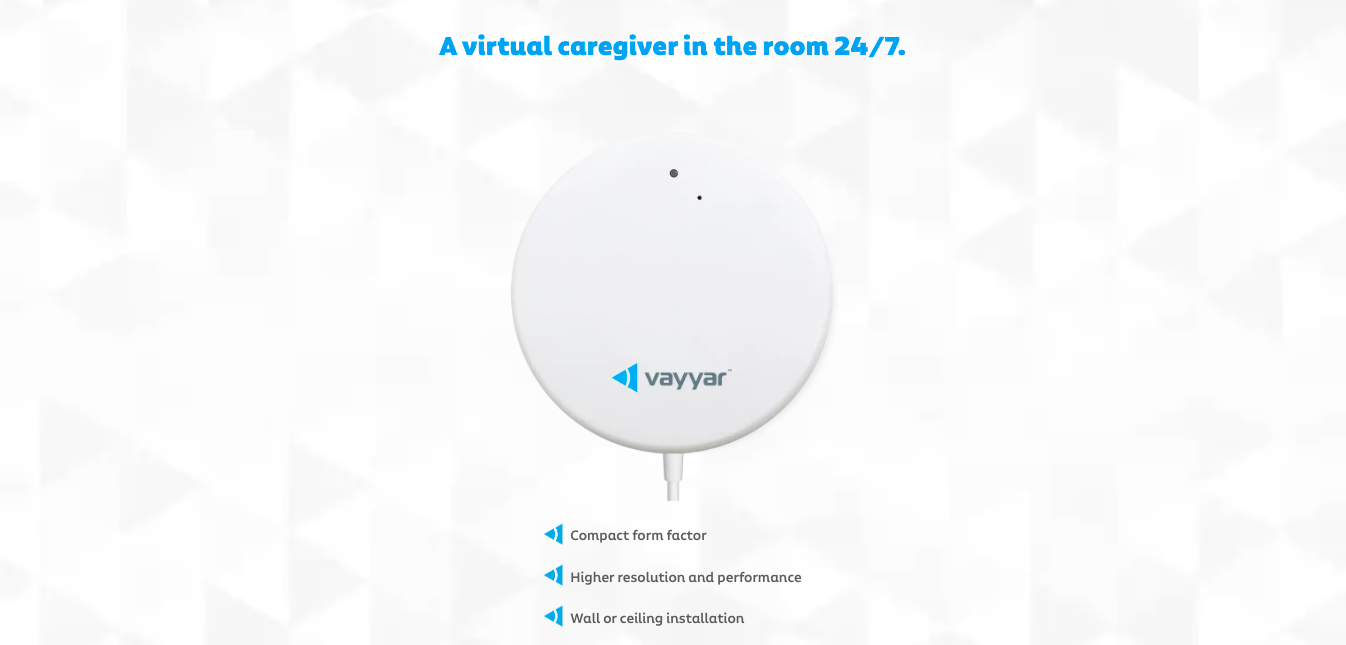 A virtual caregiver in the room 24/7.
vayyar™
Compact form factor
Higher resolution and performance
Wall or ceiling installation